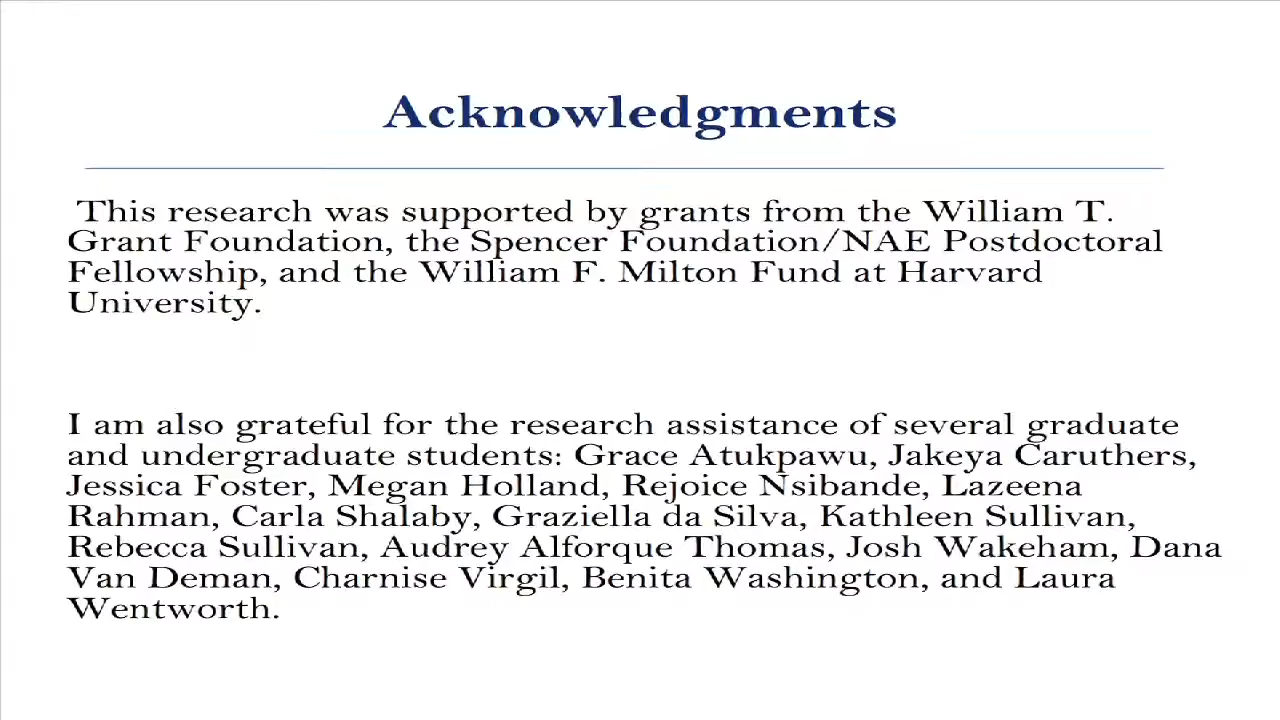 Acknowledgments
This research was supported by grants from the William T.
Grant Foundation, the Spencer Foundation/NAE Postdoctoral
Fellowship, and the William F. Milton Fund at Harvard
University.
I am also grateful for the research assistance of several graduate
and undergraduate students: Grace Atukpawu, Jakeya Caruthers,
Jessica Foster, Megan Holland, Rejoice Nsibande, Lazeena
Rahman, Carla Shalaby, Graziella da Silva, Kathleen Sullivan,
Rebecca Sullivan, Audrey Alforque Thomas, Josh Wakeham, Dana
Van Deman, Charnise Virgil, Benita Washington, and Laura
Wentworth.